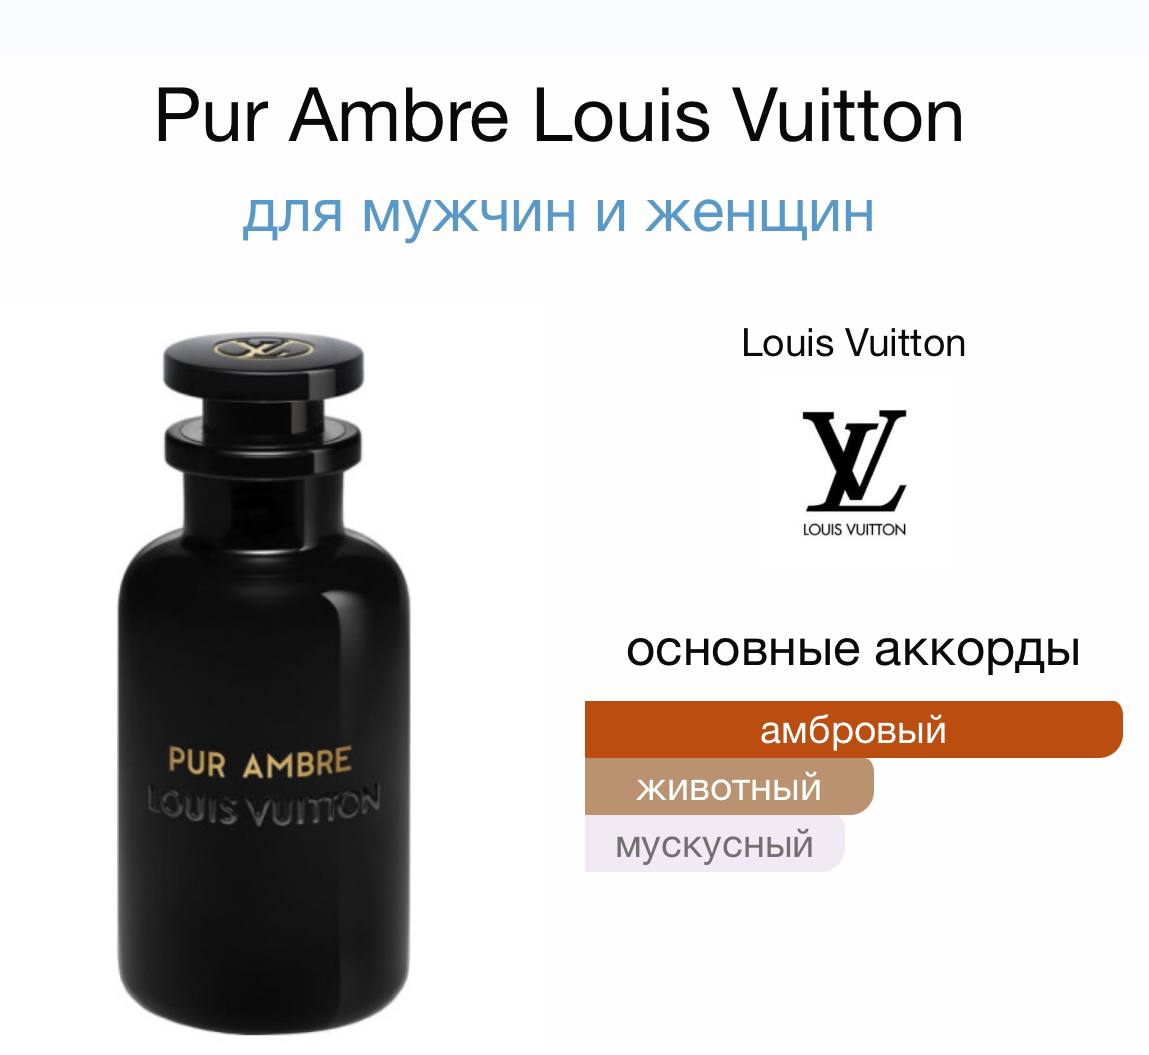 Pur Ambre Louis Vuitton
для мужчин и женщин
PUR AMBRE
LOUIS VUITTON
Louis Vuitton
LV
LOUIS VUITTON
основные аккорды
амбровый
животный
мускусный